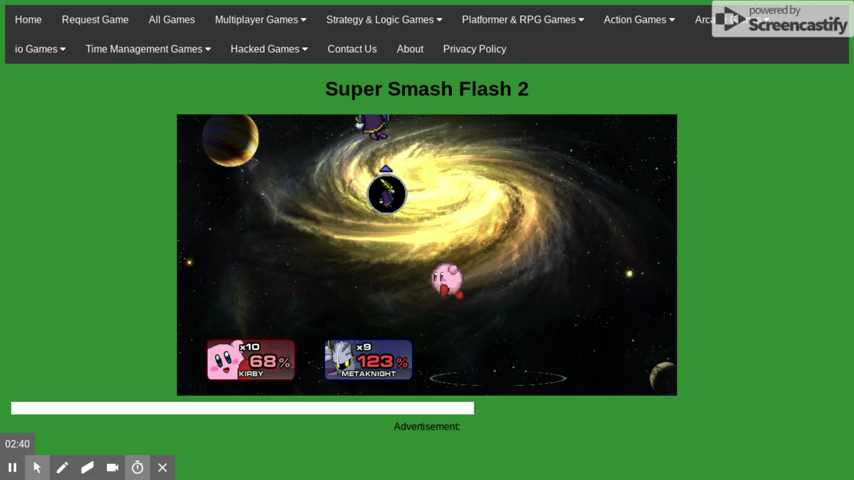 Home Request Game All Games Multiplayer Games Strategy & Logic Games Platformer & RPG Games Action Games
powered by
Screencastify
io Games Time Management Games Hacked Games Contact Us About Privacy Policy
Super Smash Flash 2
x10
68%
KIRBY
x9
123%
METAKNIGHT
Advertisement:
02:40